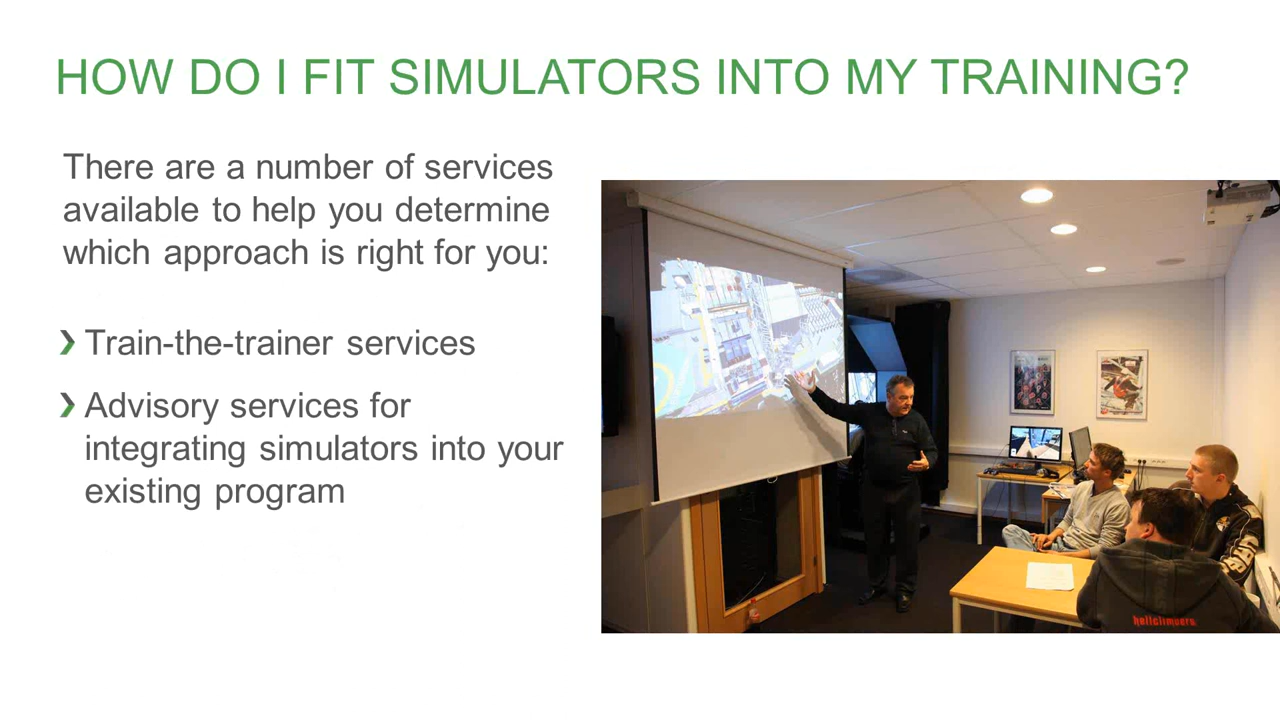 HOW DO I FIT SIMULATORS INTO MY TRAINING?
There are a number of services
available to help you determine
which approach is right for you:
Train-the-trainer services
Advisory services for
integrating simulators into your
existing program